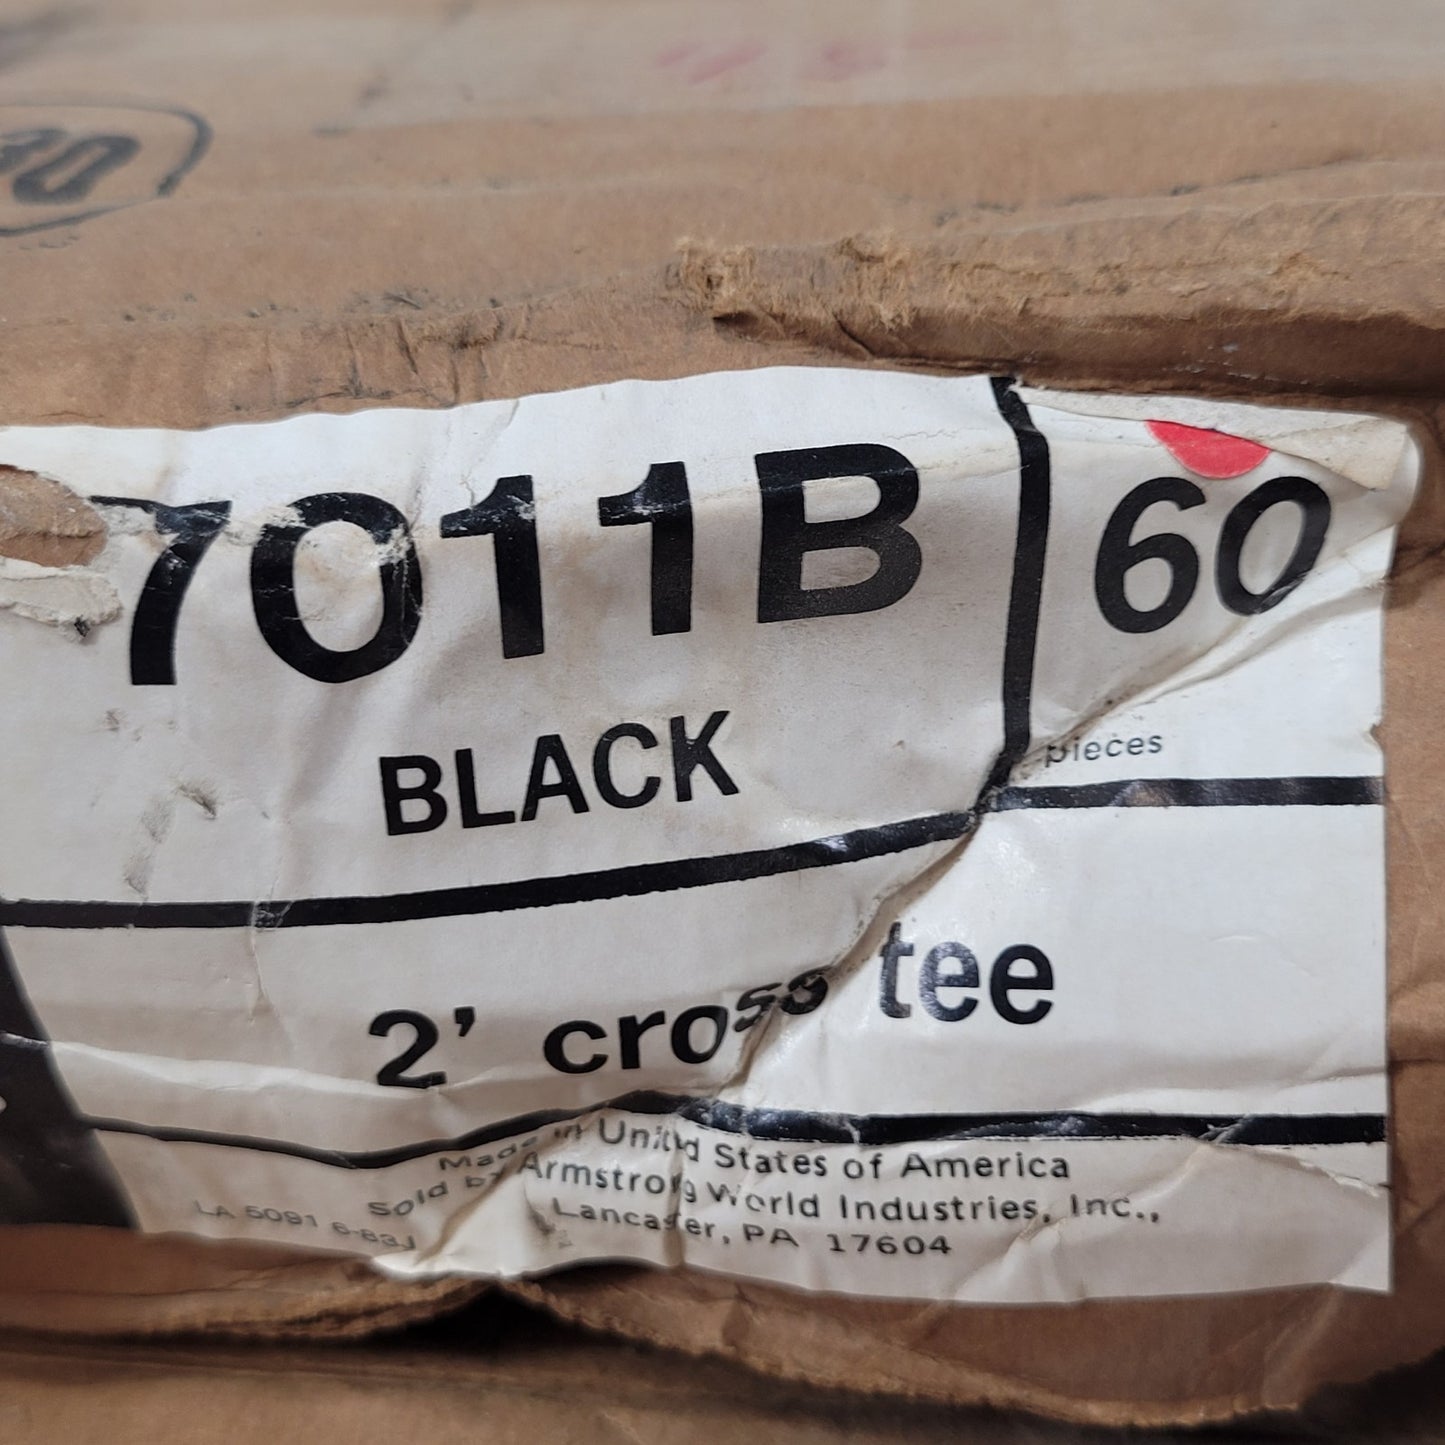 7011B
60
BLACK
pieces
2' cross tee
Made in United States of America
Sold by Armstrong World Industries, Inc.,
Lancaster, PA 17604
LA 5091 6-83J